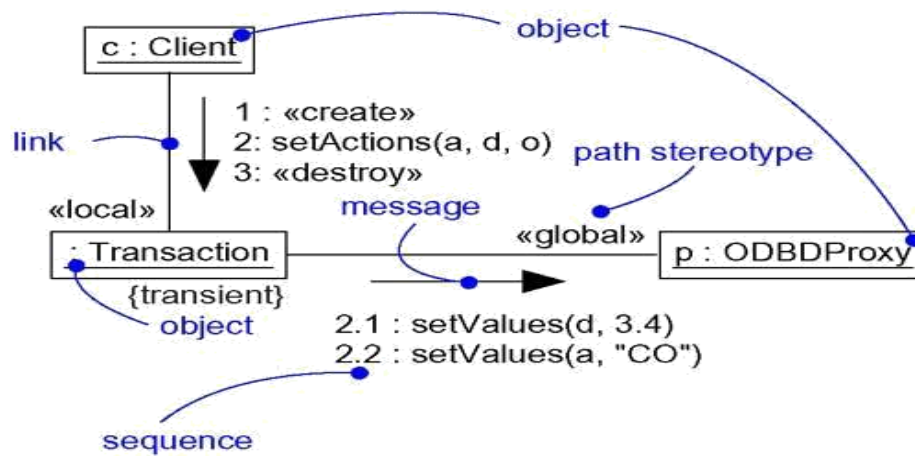 object
c : Client
1 : «create»
2: setActions(a, d, o)
3: «destroy»
link
path stereotype
«local»
message
«global»
: Transaction
p : ODBDProxy
{transient}
object
2.1 : setValues(d, 3.4)
2.2 : setValues(a, "CO")
sequence